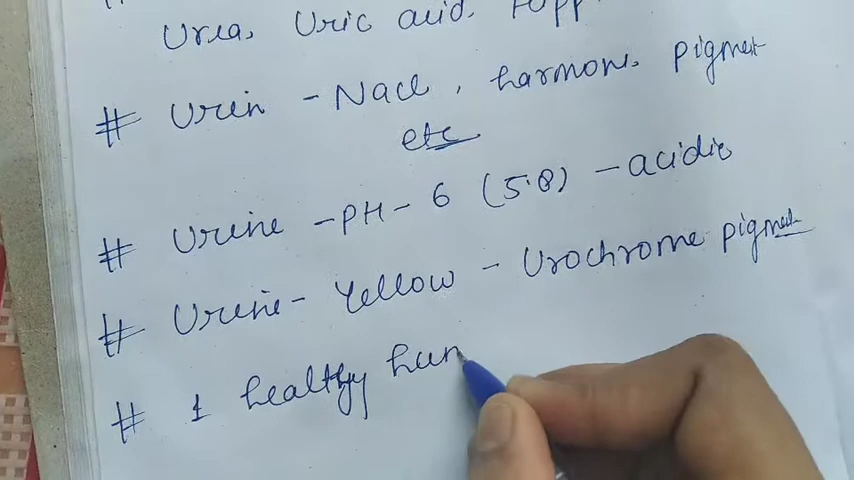 Urea, Uric acid,
# Urin - Nacl, harmone, pigment
etc
# Urine - PH - 6 (5.8) - acidic
# Urine - Yellow - Urochrome pigment
# 1 healthy hun